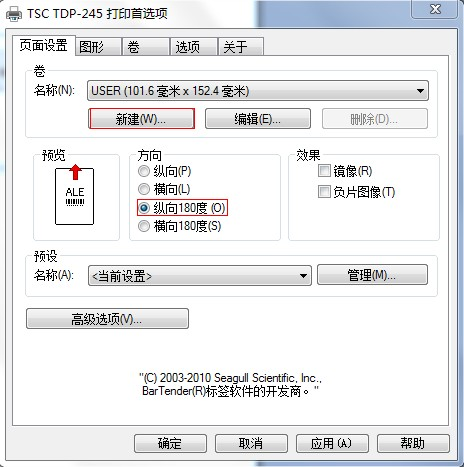 TSC TDP-245 打印首选项
页面设置 图形 卷 选项 关于
卷
名称(N): USER (101.6 毫米 x 152.4 毫米)
新建(W)... 编辑(E)... 删除(D)...
预览 方向 效果
纵向(P) 镜像(R)
横向(L) 负片图像(T)
纵向180度 (O)
横向180度(S)
ALE
预设
名称(A): <当前设置> 管理(M)...
高级选项(V)...
"(C) 2003-2010 Seagull Scientific, Inc.,
BarTender(R)标签软件的开发商。"
确定 取消 应用 (A) 帮助